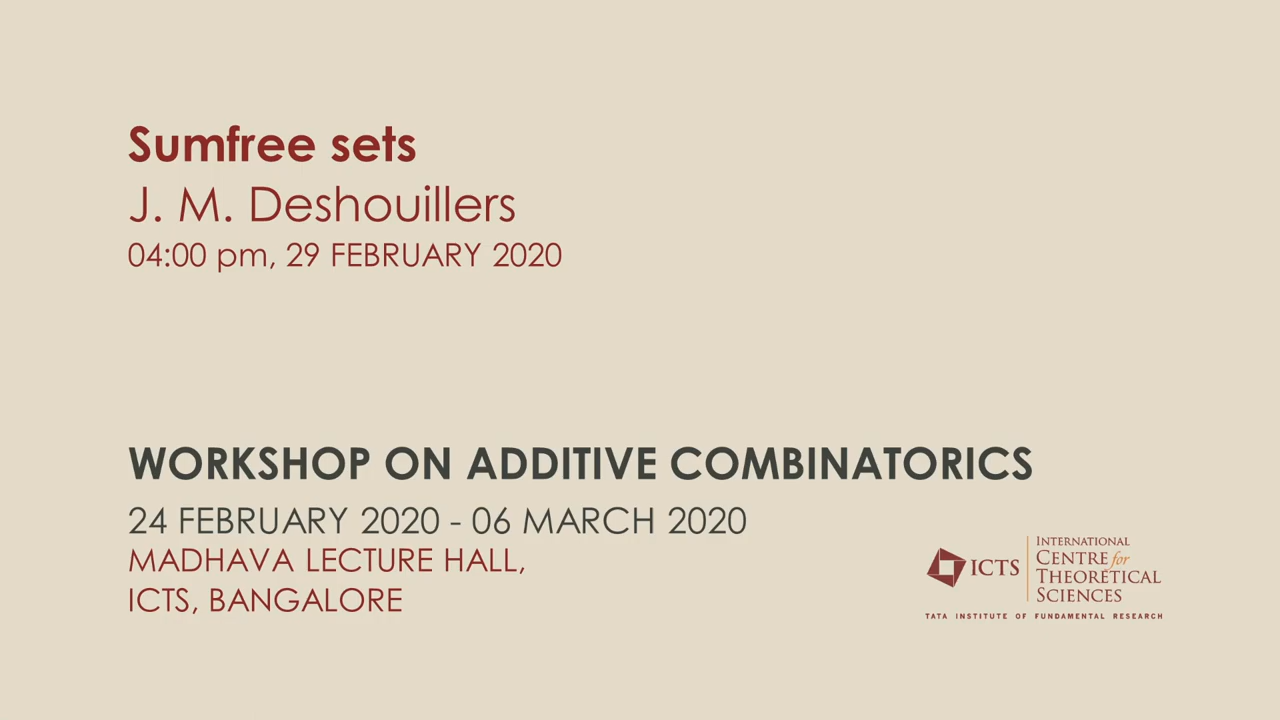 Sumfree sets
J. M. Deshouillers
04:00 pm, 29 FEBRUARY 2020
WORKSHOP ON ADDITIVE COMBINATORICS
24 FEBRUARY 2020 - 06 MARCH 2020
MADHAVA LECTURE HALL,
ICTS, BANGALORE
ICTS
INTERNATIONAL
CENTRE for
THEORETICAL
SCIENCES
TATA INSTITUTE OF FUNDAMENTAL RESEARCH